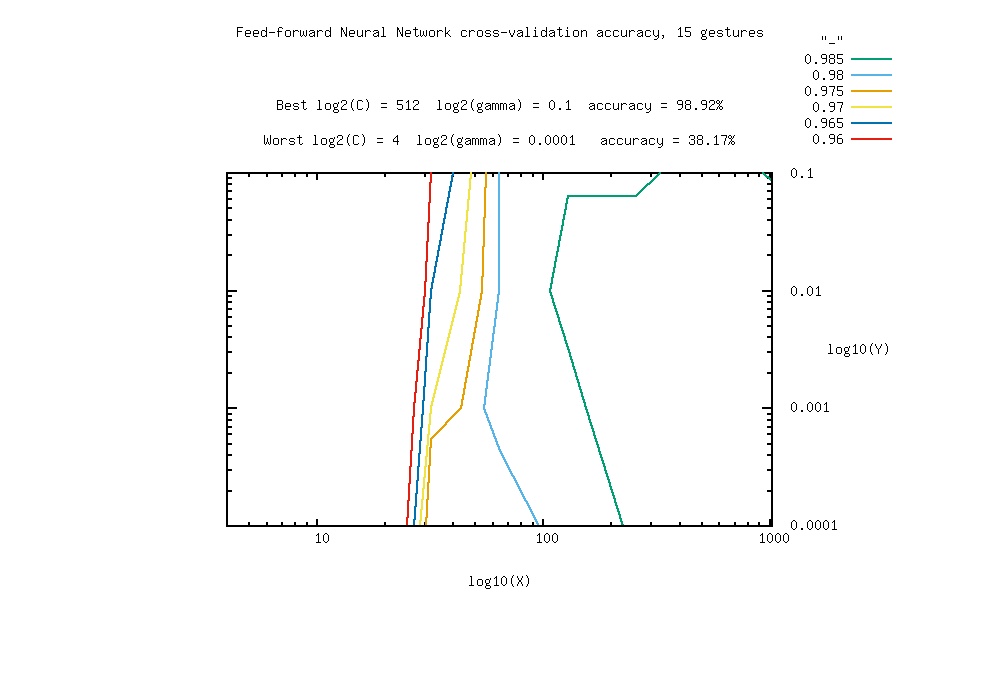 Feed-forward Neural Network cross-validation accuracy, 15 gestures
"_"
0.985
0.98
0.975
0.97
0.965
0.96
Best log2(C) = 512  log2(gamma) = 0.1  accuracy = 98.92%
Worst log2(C) = 4  log2(gamma) = 0.0001   accuracy = 38.17%
0.1
0.01
log10(Y)
0.001
0.0001
10
100
1000
log10(X)